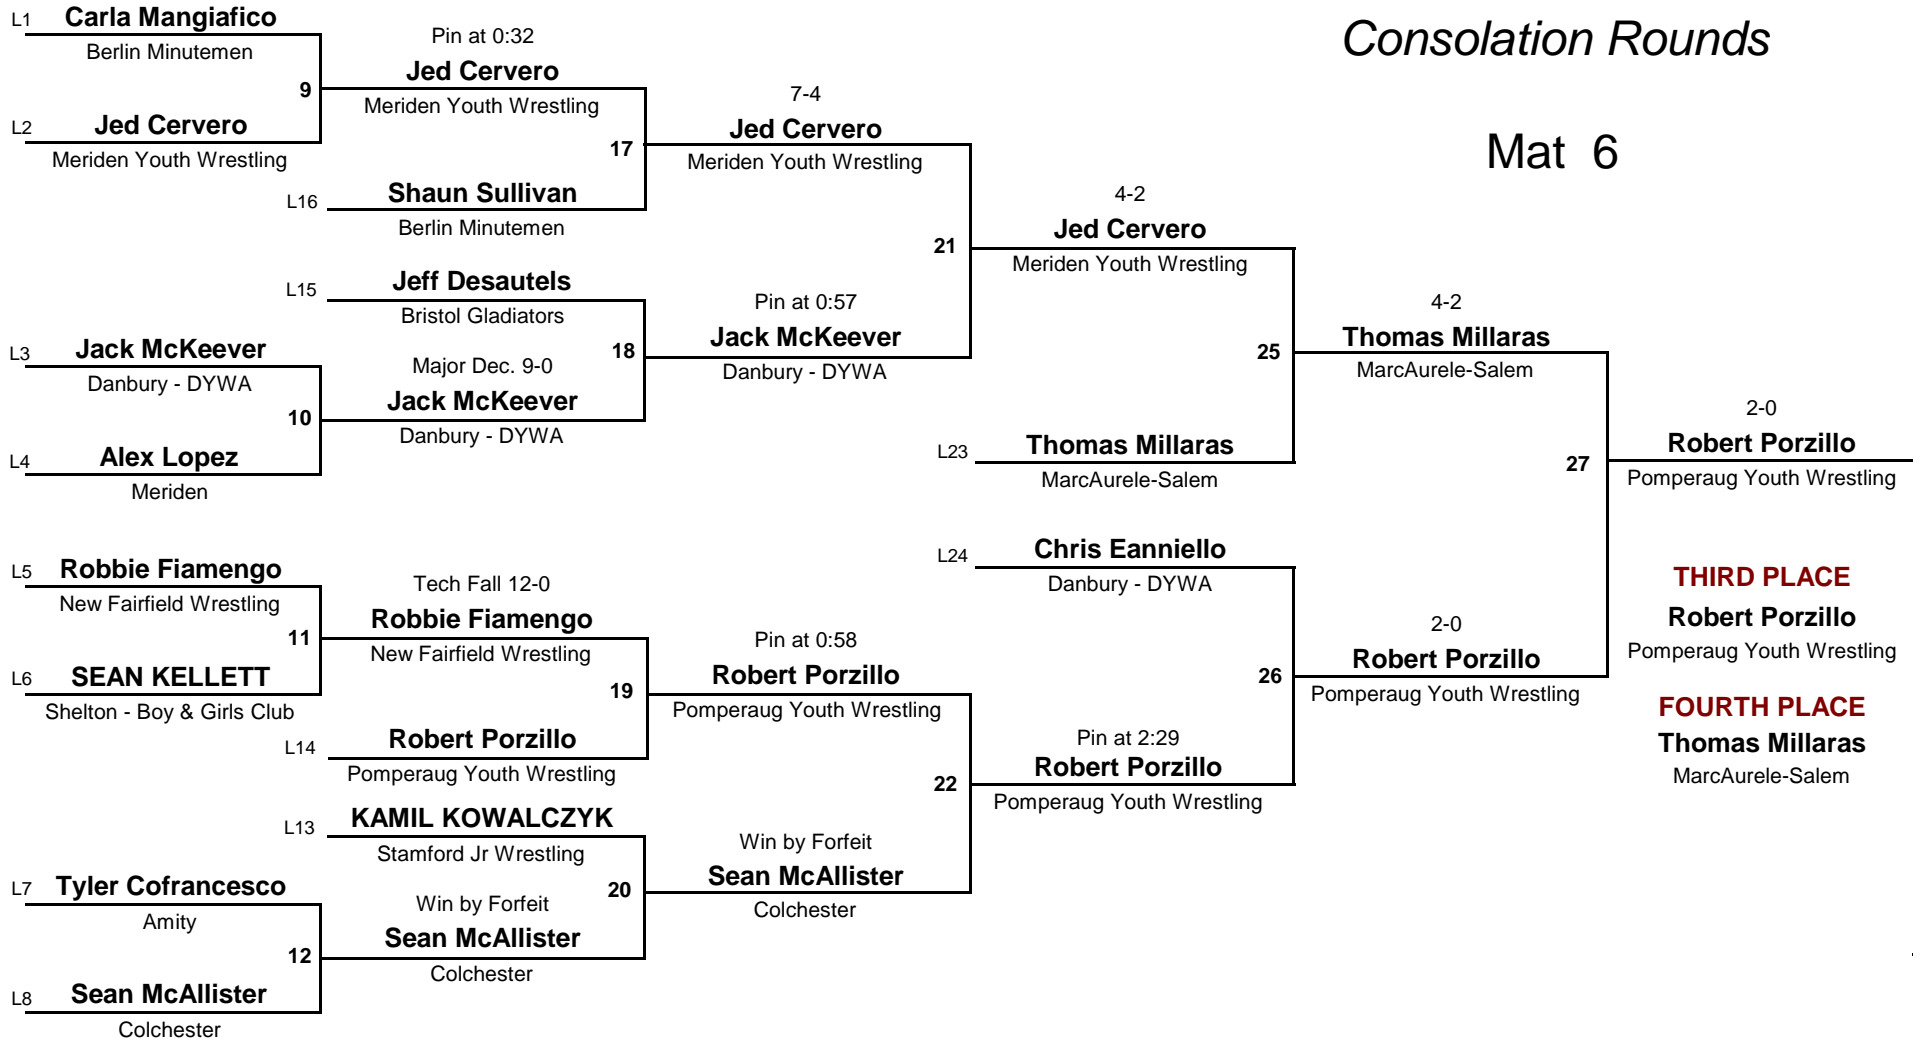 Consolation Rounds
Mat 6
L1 Carla Mangiafico
Berlin Minutemen
9
L2 Jed Cervero
Meriden Youth Wrestling
L3 Jack McKeever
Danbury - DYWA
10
L4 Alex Lopez
Meriden
L5 Robbie Fiamengo
New Fairfield Wrestling
11
L6 SEAN KELLETT
Shelton - Boy & Girls Club
L7 Tyler Cofrancesco
Amity
12
L8 Sean McAllister
Colchester
Pin at 0:32
Jed Cervero
Meriden Youth Wrestling
17
L16 Shaun Sullivan
Berlin Minutemen
L15 Jeff Desautels
Bristol Gladiators
18
Major Dec. 9-0
Jack McKeever
Danbury - DYWA
Tech Fall 12-0
Robbie Fiamengo
New Fairfield Wrestling
19
L14 Robert Porzillo
Pomperaug Youth Wrestling
L13 KAMIL KOWALCZYK
Stamford Jr Wrestling
20
Win by Forfeit
Sean McAllister
Colchester
7-4
Jed Cervero
Meriden Youth Wrestling
21
Pin at 0:57
Jack McKeever
Danbury - DYWA
Pin at 0:58
Robert Porzillo
Pomperaug Youth Wrestling
22
Win by Forfeit
Sean McAllister
Colchester
4-2
Jed Cervero
Meriden Youth Wrestling
25
L23 Thomas Millaras
MarcAurele-Salem
L24 Chris Eanniello
Danbury - DYWA
26
Pin at 2:29
Robert Porzillo
Pomperaug Youth Wrestling
4-2
Thomas Millaras
MarcAurele-Salem
27
2-0
Robert Porzillo
Pomperaug Youth Wrestling
2-0
Robert Porzillo
Pomperaug Youth Wrestling
THIRD PLACE
Robert Porzillo
Pomperaug Youth Wrestling
FOURTH PLACE
Thomas Millaras
MarcAurele-Salem